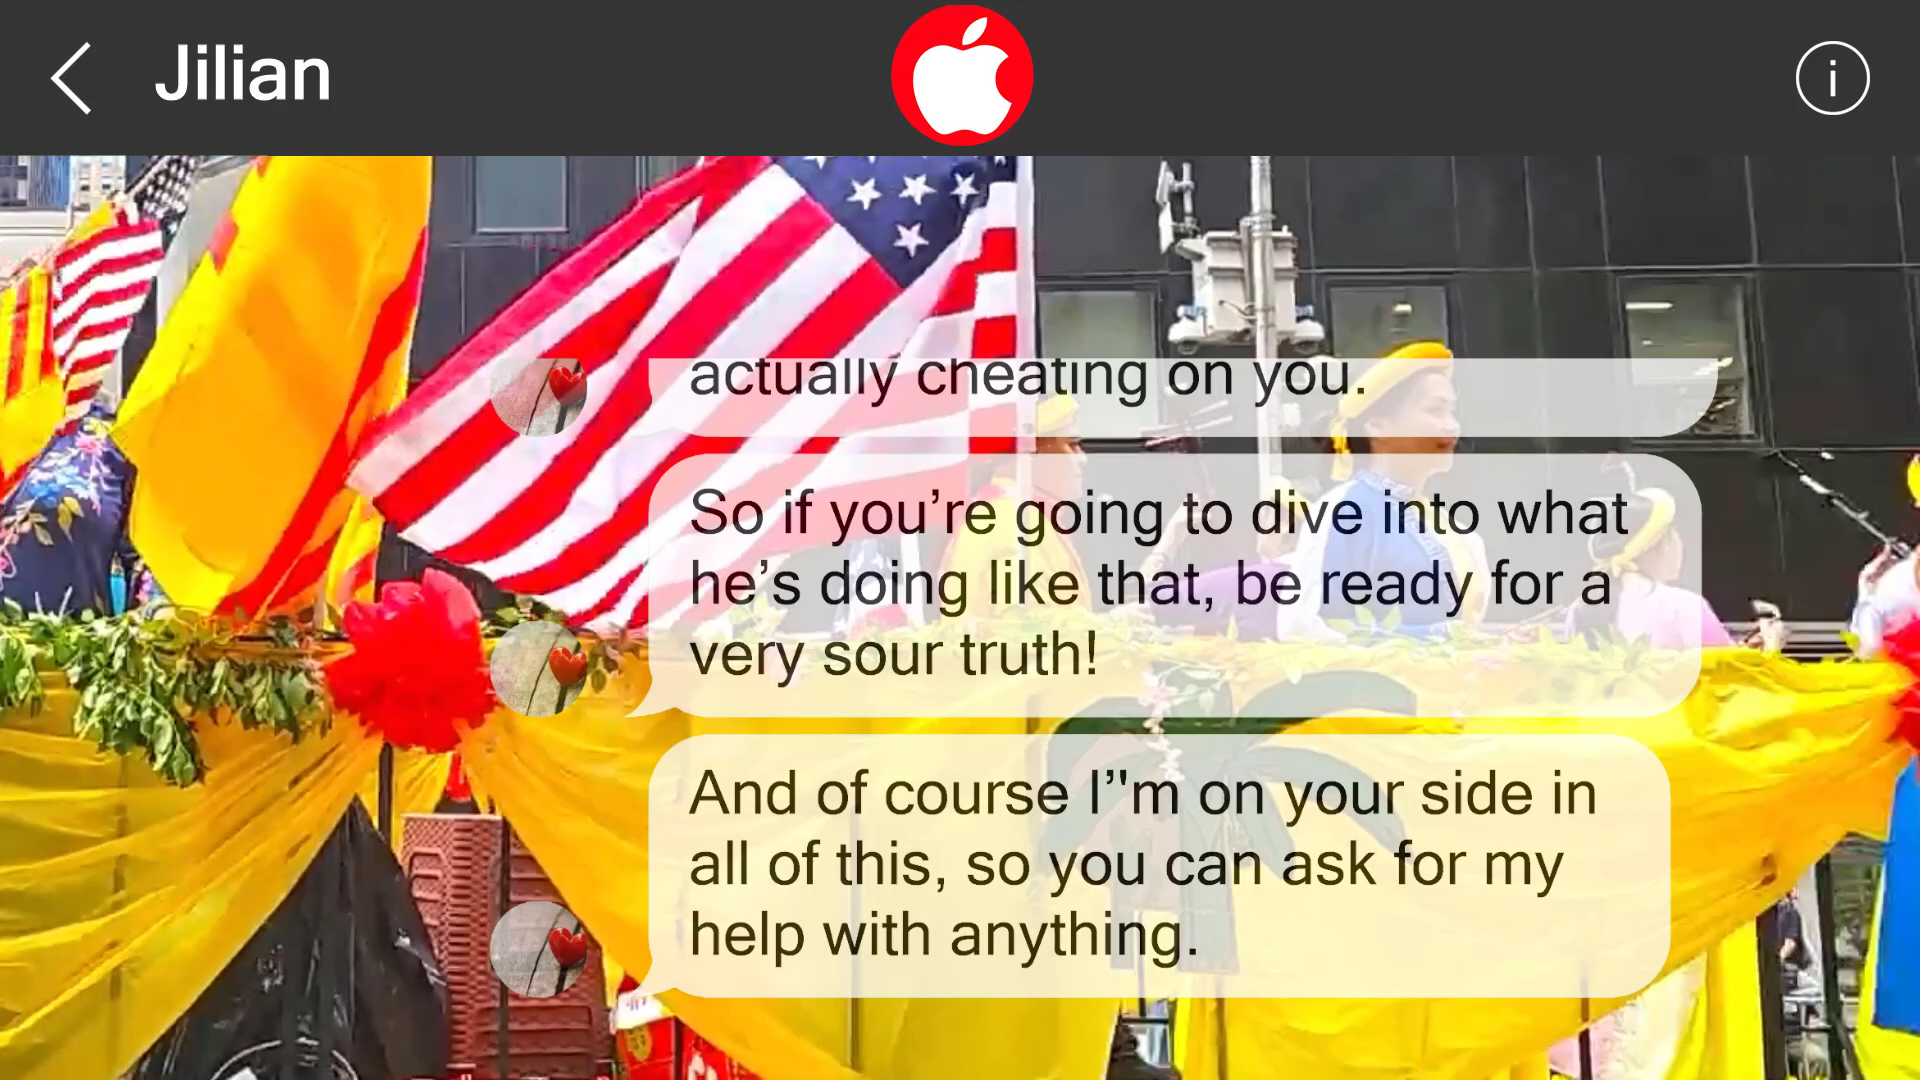 Jilian
actually cheating on you.
So if you’re going to dive into what
he’s doing like that, be ready for a
very sour truth!
And of course I’'m on your side in
all of this, so you can ask for my
help with anything.